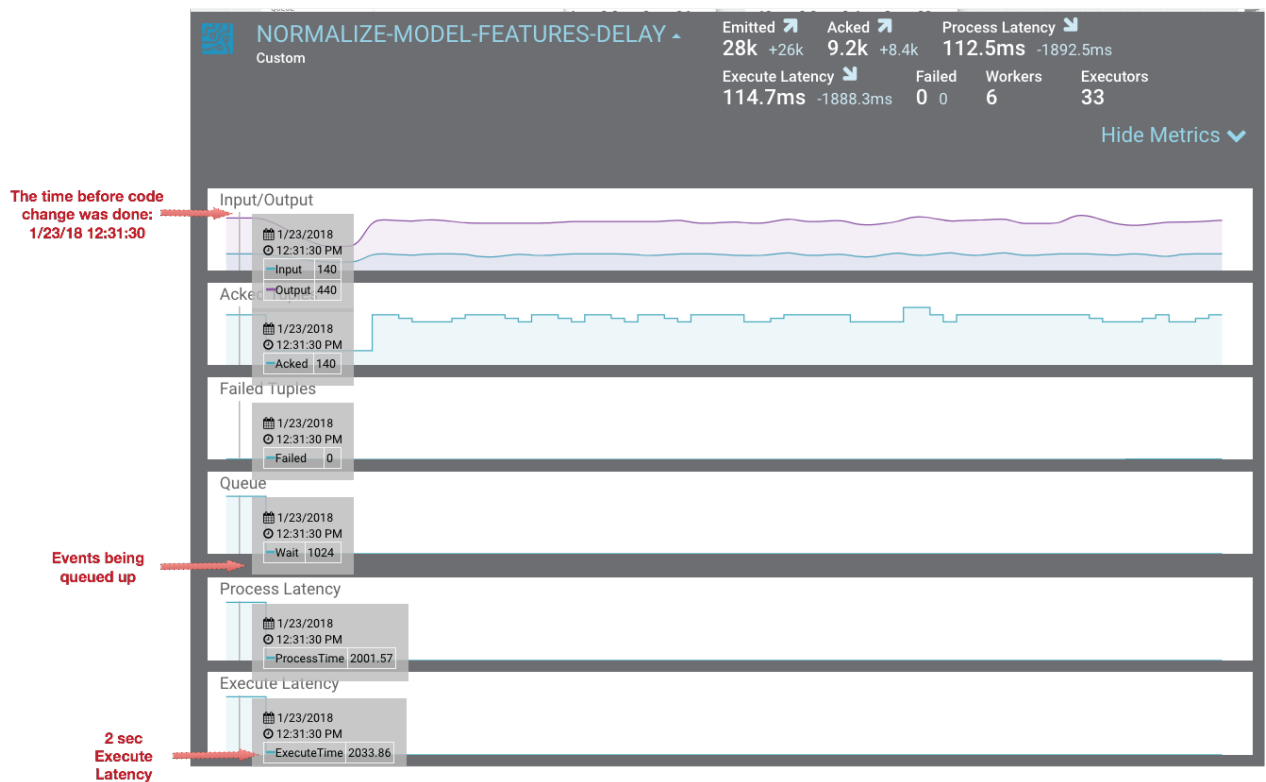 NORMALIZE-MODEL-FEATURES-DELAY
Custom
Emitted Acked Process Latency
28k +26k 9.2k +8.4k 112.5ms -1892.5ms
Execute Latency Failed Workers Executors
114.7ms -1888.3ms 0 0 6 33
Hide Metrics
The time before code
change was done:
1/23/18 12:31:30
Input/Output
1/23/2018
12:31:30 PM
Input 140
Output 440
Acked Tuples
1/23/2018
12:31:30 PM
Acked 140
Failed Tuples
1/23/2018
12:31:30 PM
Failed 0
Queue
1/23/2018
12:31:30 PM
Wait 1024
Events being
queued up
Process Latency
1/23/2018
12:31:30 PM
ProcessTime 2001.57
Execute Latency
1/23/2018
12:31:30 PM
ExecuteTime 2033.86
2 sec
Execute
Latency